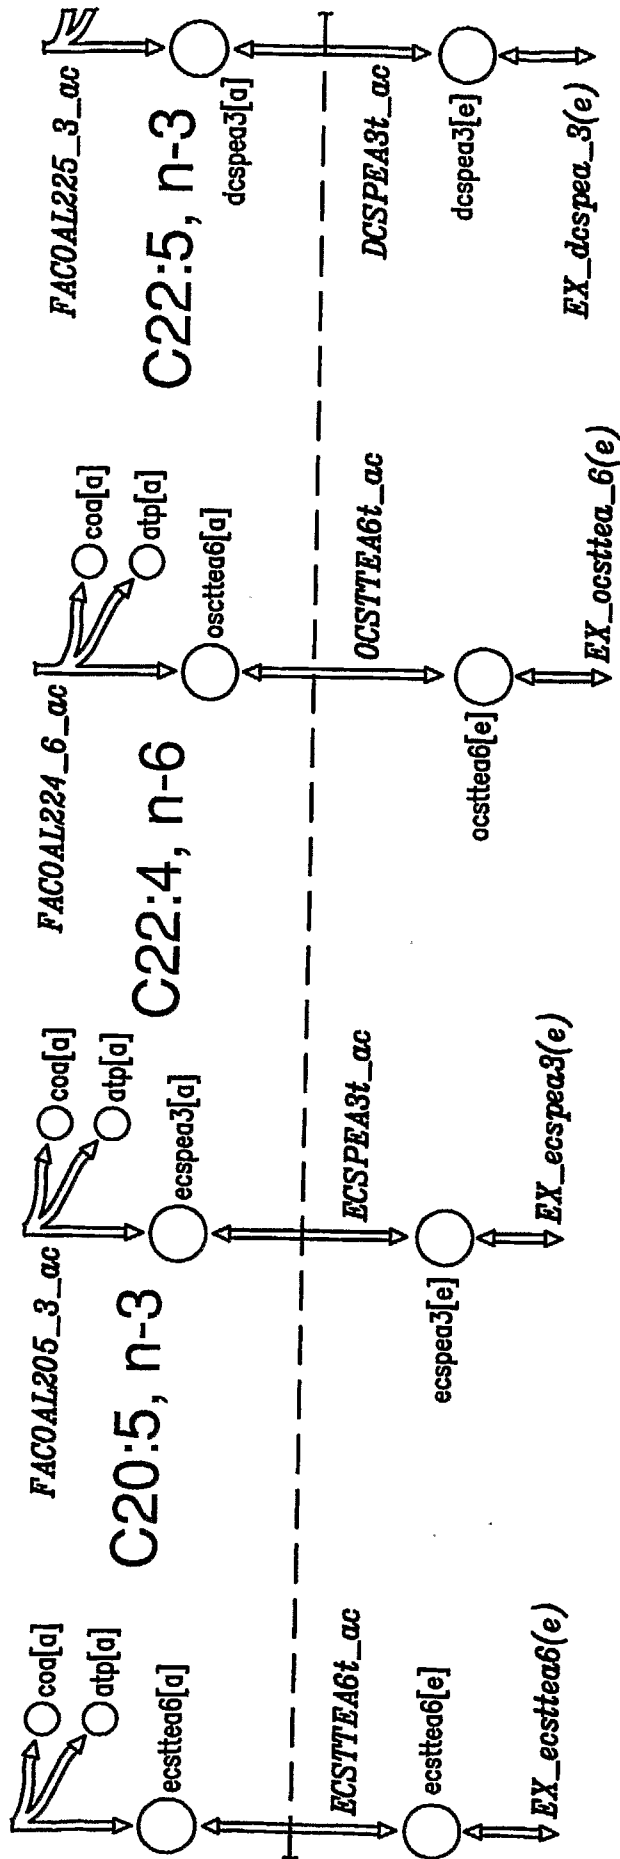 coa[a]
atp[a]
ecsttea6[a]
ECSTTEA6t_ac
ecsttea6[e]
EX_ecsttea6(e)
FACOAL205_3_ac
C20:5, n-3
coa[a]
atp[a]
ecspea3[a]
ECSPEA3t_ac
ecspea3[e]
EX_ecspea3(e)
FACOAL224_6_ac
C22:4, n-6
coa[a]
atp[a]
oscttea6[a]
OCSTTEA6t_ac
ocsttea6[e]
EX_ocsttea_6(e)
FACOAL225_3_ac
C22:5, n-3
dcspea3[a]
DCSPEA3t_ac
dcspea3[e]
EX_dcspea_3(e)